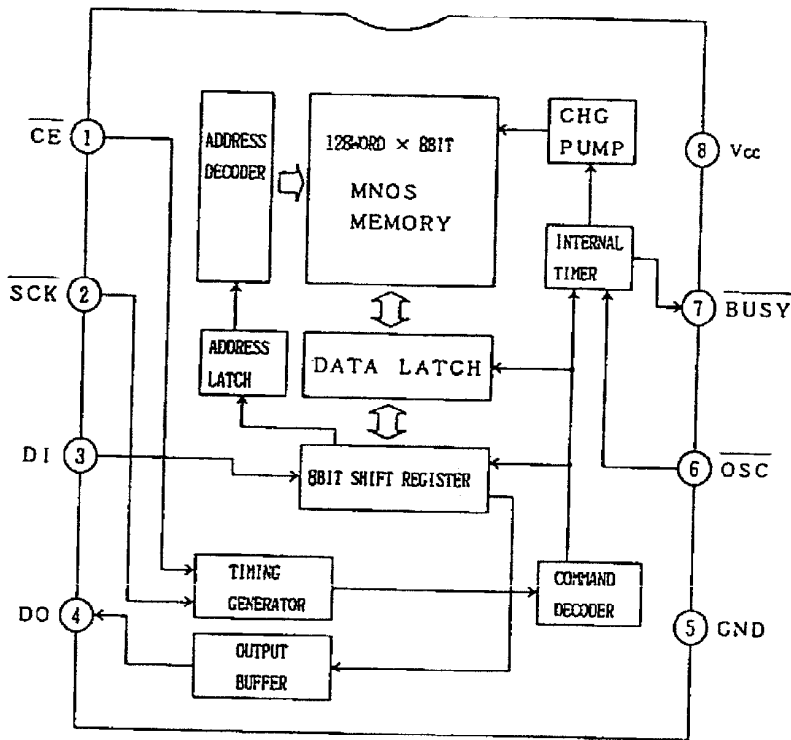 CE
1
SCK
2
DI
3
DO
4
ADDRESS
DECODER
128WORD × 8BIT
MNOS
MEMORY
CHG
PUMP
8
Vcc
INTERNAL
TIMER
7
BUSY
ADDRESS
LATCH
DATA LATCH
8BIT SHIFT REGISTER
6
OSC
TIMING
GENERATOR
COMMAND
DECODER
5
GND
OUTPUT
BUFFER